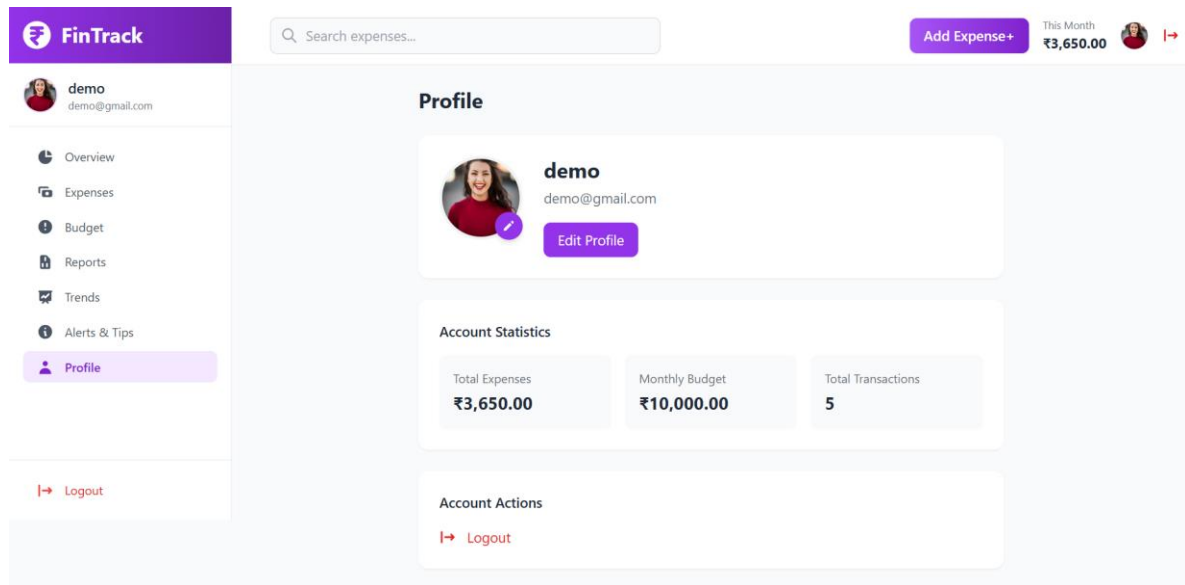 FinTrack
Search expenses...
Add Expense+
This Month
₹3,650.00
demo
demo@gmail.com
Overview
Expenses
Budget
Reports
Trends
Alerts & Tips
Profile
Logout
Profile
demo
demo@gmail.com
Edit Profile
Account Statistics
Total Expenses
₹3,650.00
Monthly Budget
₹10,000.00
Total Transactions
5
Account Actions
Logout